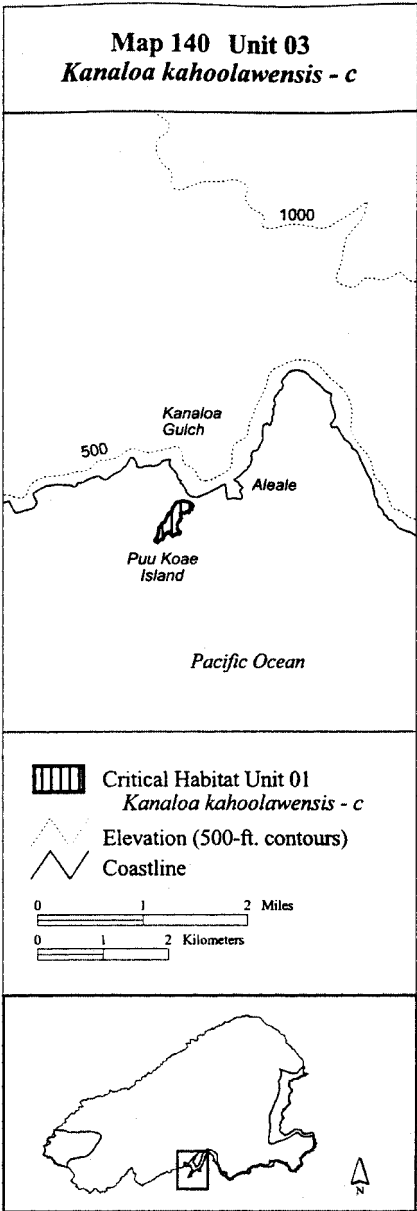 Map 140 Unit 03
Kanaloa kahoolawensis - c
1000
Kanaloa
Gulch
500
Aleale
Puu Koae
Island
Pacific Ocean
Critical Habitat Unit 01
Kanaloa kahoolawensis - c
Elevation (500-ft. contours)
Coastline
0 1 2 Miles
0 1 2 Kilometers
N